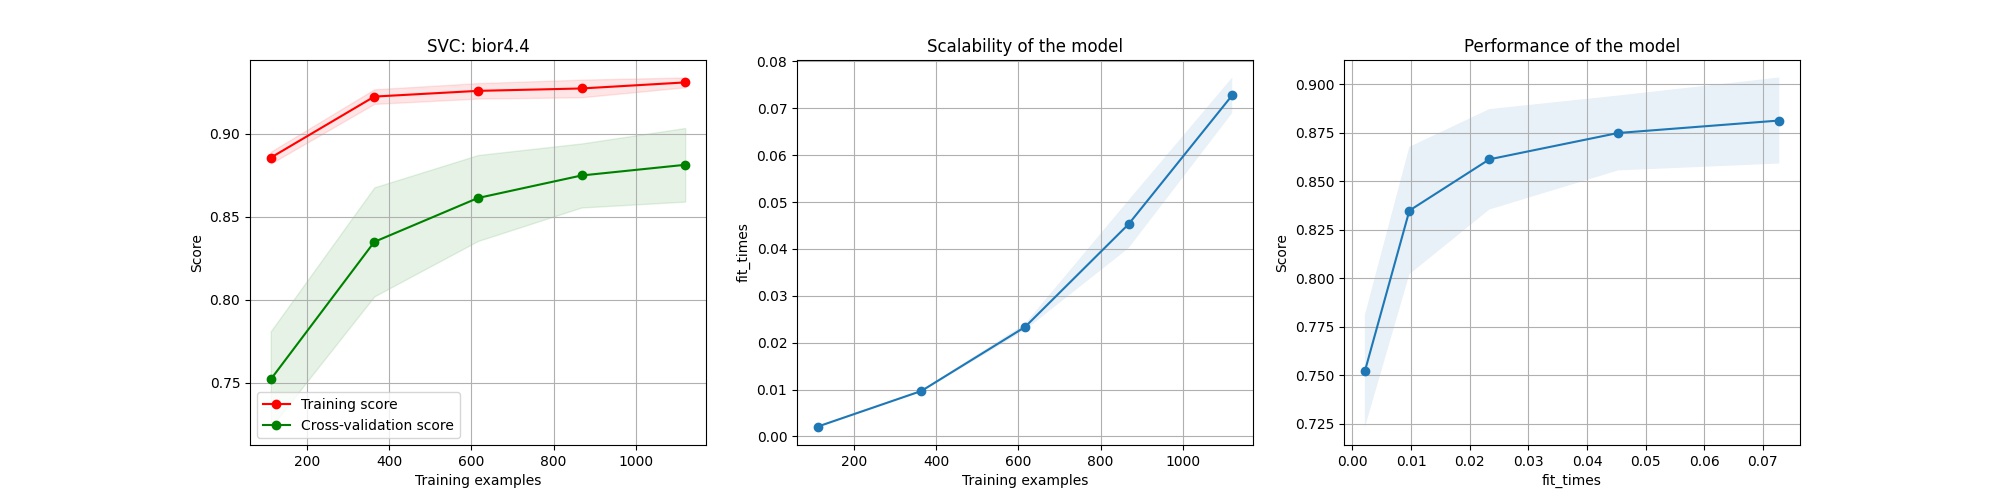 SVC: bior4.4
Score
0.90
0.85
0.80
0.75
Training score
Cross-validation score
200 400 600 800 1000
Training examples
Scalability of the model
fit_times
0.08
0.07
0.06
0.05
0.04
0.03
0.02
0.01
0.00
200 400 600 800 1000
Training examples
Performance of the model
Score
0.900
0.875
0.850
0.825
0.800
0.775
0.750
0.725
0.00 0.01 0.02 0.03 0.04 0.05 0.06 0.07
fit_times